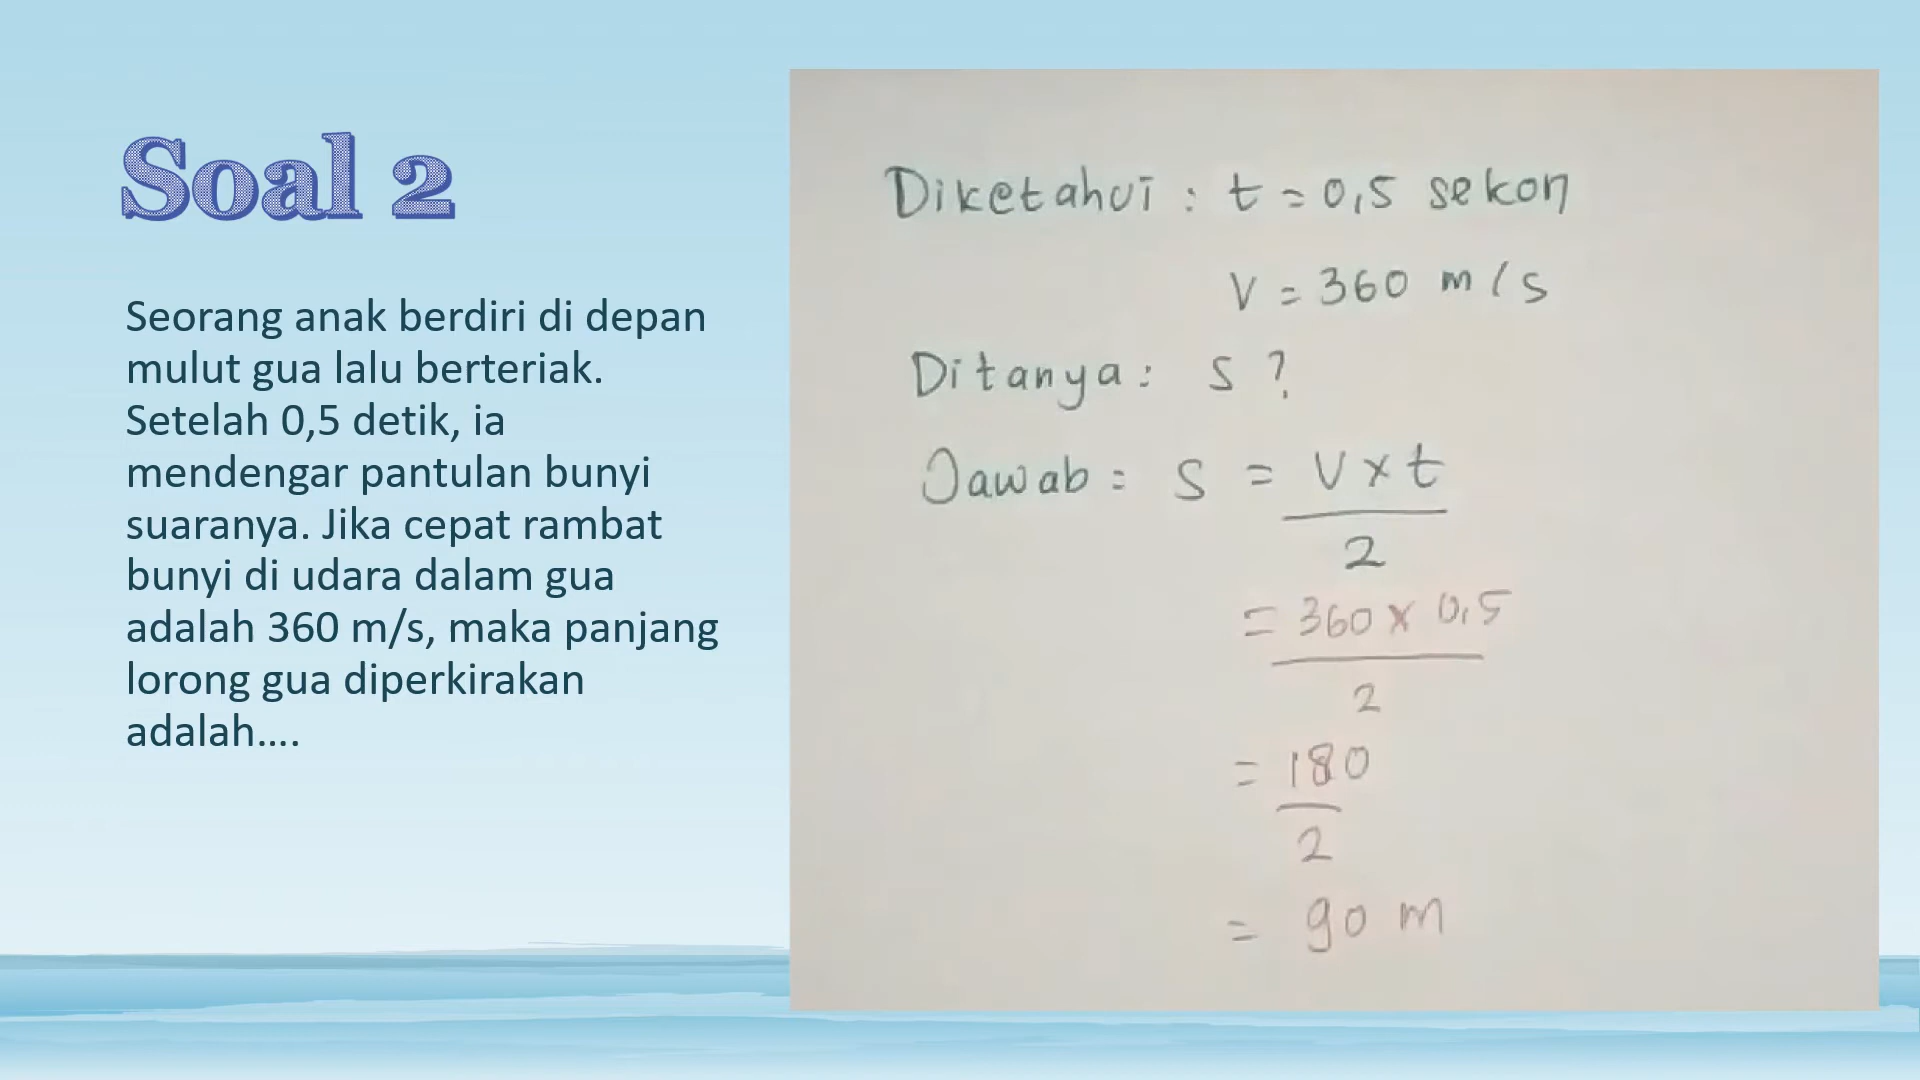 Soal 2
Seorang anak berdiri di depan
mulut gua lalu berteriak.
Setelah 0,5 detik, ia
mendengar pantulan bunyi
suaranya. Jika cepat rambat
bunyi di udara dalam gua
adalah 360 m/s, maka panjang
lorong gua diperkirakan
adalah....
Diketahui : t = 0,5 sekon
V = 360 m/s
Ditanya : S ?
Jawab : S = V x t
2
= 360 x 0,5
2
= 180
2
= 90 m